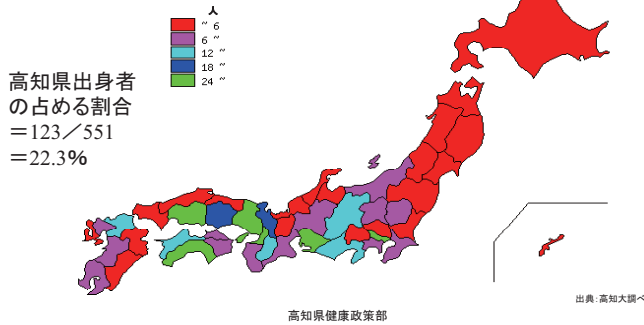 人
~ 6
6 ~
12 ~
18 ~
24 ~
高知県出身者
の占める割合
＝123／551
＝22.3%
出典：高知大調べ
高知県健康政策部